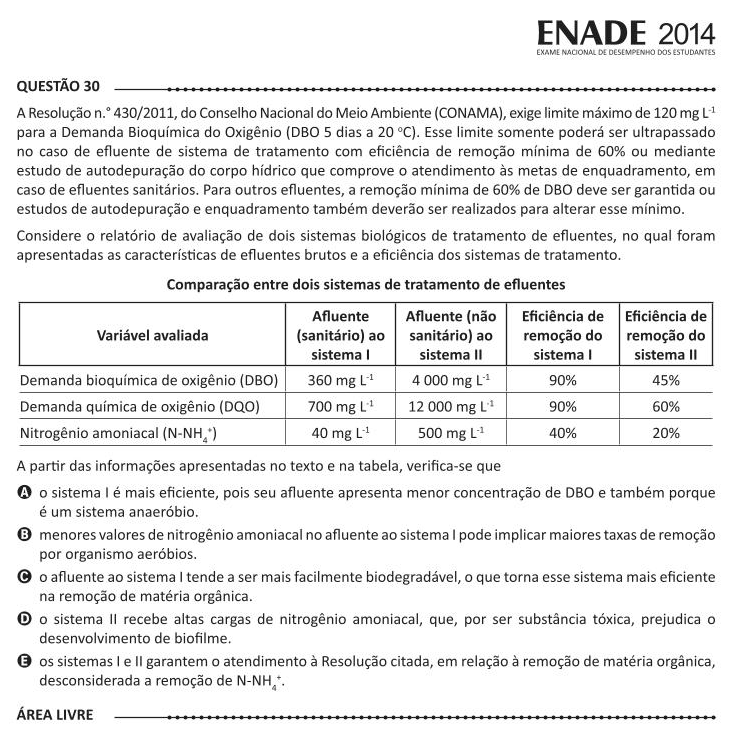 ENADE 2014
EXAME NACIONAL DE DESEMPENHO DOS ESTUDANTES
QUESTÃO 30
A Resolução n.° 430/2011, do Conselho Nacional do Meio Ambiente (CONAMA), exige limite máximo de 120 mg L⁻¹
para a Demanda Bioquímica do Oxigênio (DBO 5 dias a 20 °C). Esse limite somente poderá ser ultrapassado
no caso de efluente de sistema de tratamento com eficiência de remoção mínima de 60% ou mediante
estudo de autodepuração do corpo hídrico que comprove o atendimento às metas de enquadramento, em
caso de efluentes sanitários. Para outros efluentes, a remoção mínima de 60% de DBO deve ser garantida ou
estudos de autodepuração e enquadramento também deverão ser realizados para alterar esse mínimo.
Considere o relatório de avaliação de dois sistemas biológicos de tratamento de efluentes, no qual foram
apresentadas as características de efluentes brutos e a eficiência dos sistemas de tratamento.
Comparação entre dois sistemas de tratamento de efluentes
Variável avaliada
Afluente
(sanitário) ao
sistema I
Afluente (não
sanitário) ao
sistema II
Eficiência de
remoção do
sistema I
Eficiência de
remoção do
sistema II
Demanda bioquímica de oxigênio (DBO) 360 mg L⁻¹ 4 000 mg L⁻¹ 90% 45%
Demanda química de oxigênio (DQO) 700 mg L⁻¹ 12 000 mg L⁻¹ 90% 60%
Nitrogênio amoniacal (N-NH₄⁺) 40 mg L⁻¹ 500 mg L⁻¹ 40% 20%
A partir das informações apresentadas no texto e na tabela, verifica-se que
A o sistema I é mais eficiente, pois seu afluente apresenta menor concentração de DBO e também porque
é um sistema anaeróbio.
B menores valores de nitrogênio amoniacal no afluente ao sistema I pode implicar maiores taxas de remoção
por organismo aeróbios.
C o afluente ao sistema I tende a ser mais facilmente biodegradável, o que torna esse sistema mais eficiente
na remoção de matéria orgânica.
D o sistema II recebe altas cargas de nitrogênio amoniacal, que, por ser substância tóxica, prejudica o
desenvolvimento de biofilme.
E os sistemas I e II garantem o atendimento à Resolução citada, em relação à remoção de matéria orgânica,
desconsiderada a remoção de N-NH₄⁺.
ÁREA LIVRE